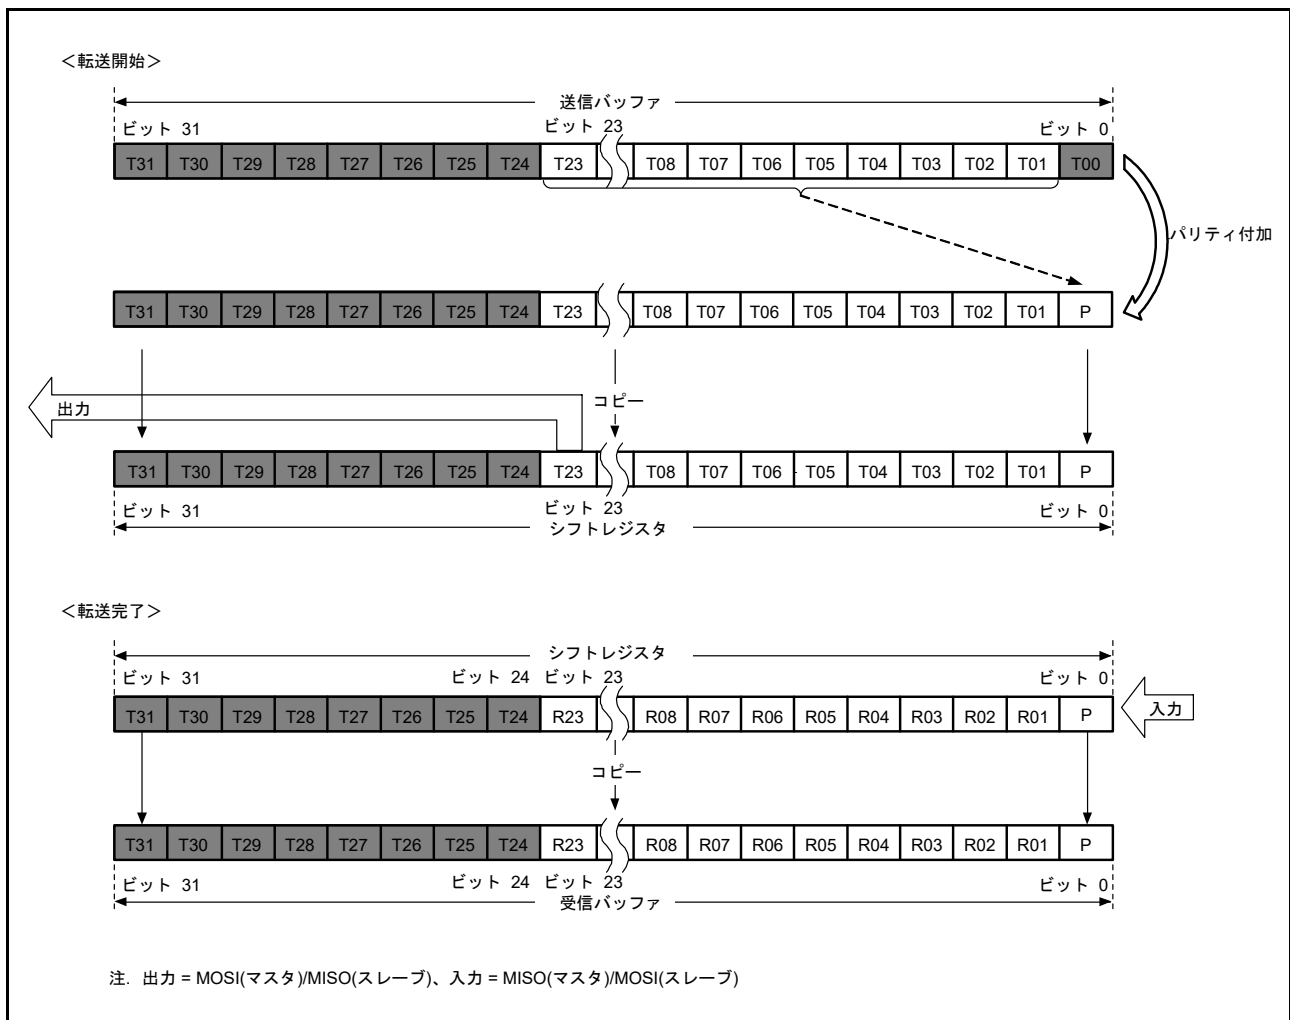 ＜転送開始＞
送信バッファ
ビット 31 ビット 23 ビット 0
T31 T30 T29 T28 T27 T26 T25 T24 T23 T08 T07 T06 T05 T04 T03 T02 T01 T00
パリティ付加
T31 T30 T29 T28 T27 T26 T25 T24 T23 T08 T07 T06 T05 T04 T03 T02 T01 P
コピー
出力
T31 T30 T29 T28 T27 T26 T25 T24 T23 T08 T07 T06 T05 T04 T03 T02 T01 P
ビット 31 ビット 23 ビット 0
シフトレジスタ
＜転送完了＞
シフトレジスタ
ビット 31 ビット 24 ビット 23 ビット 0
T31 T30 T29 T28 T27 T26 T25 T24 R23 R08 R07 R06 R05 R04 R03 R02 R01 P
入力
コピー
T31 T30 T29 T28 T27 T26 T25 T24 R23 R08 R07 R06 R05 R04 R03 R02 R01 P
ビット 31 ビット 24 ビット 23 ビット 0
受信バッファ
注. 出力 = MOSI(マスタ)/MISO(スレーブ)、入力 = MISO(マスタ)/MOSI(スレーブ)